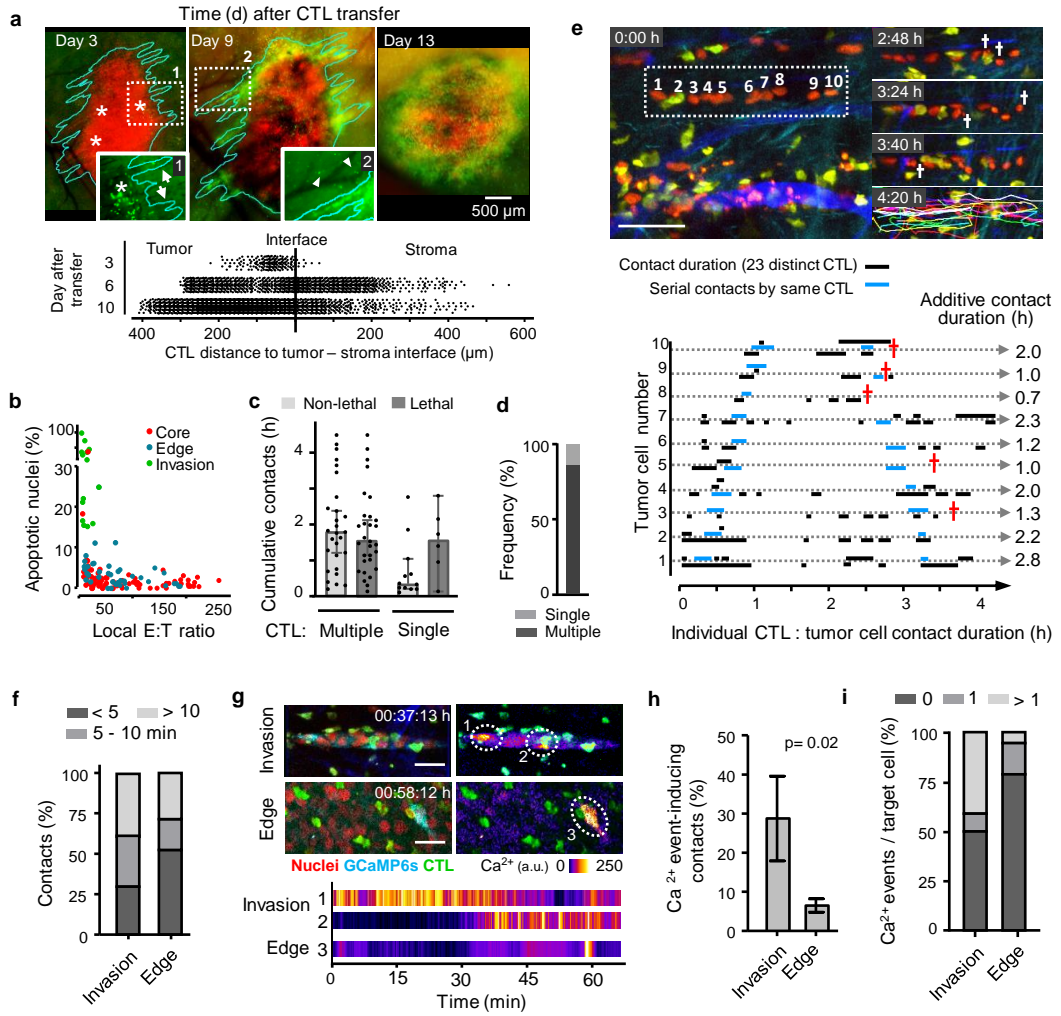 a
Time (d) after CTL transfer
Day 3
1
* * *
1
*
Day 9
2
2
Day 13
500 µm
Tumor
Interface
Stroma
Day after transfer
3
6
10
400 200 0 200 400 600
CTL distance to tumor – stroma interface (µm)
b
Apoptotic nuclei (%)
100
30
20
10
0
Core
Edge
Invasion
50 100 150 200 250
Local E:T ratio
c
Non-lethal Lethal
Cumulative contacts (h)
4
3
2
1
0
CTL: Multiple Single
d
Frequency (%)
100
50
0
Single
Multiple
e
0:00 h
1 2 3 4 5 6 7 8 9 10
2:48 h
3:24 h
3:40 h
4:20 h
Contact duration (23 distinct CTL)
Serial contacts by same CTL
Additive contact duration (h)
Tumor cell number
10 2.0
9 1.0
8 0.7
7 2.3
6 1.2
5 1.0
4 2.0
3 1.3
2 2.2
1 2.8
0 1 2 3 4
Individual CTL : tumor cell contact duration (h)
f
< 5 > 10
5 - 10 min
Contacts (%)
100
75
50
25
0
Invasion
Edge
g
Invasion
00:37:13 h
1
2
Edge
00:58:12 h
3
Nuclei GCaMP6s CTL
Ca²⁺ (a.u.) 0 250
Invasion 1
2
Edge 3
0 15 30 45 60
Time (min)
h
p= 0.02
Ca ²⁺ event-inducing contacts (%)
50
40
30
20
10
0
Invasion
Edge
i
0 1 > 1
Ca²⁺ events / target cell (%)
100
75
50
25
0
Invasion
Edge